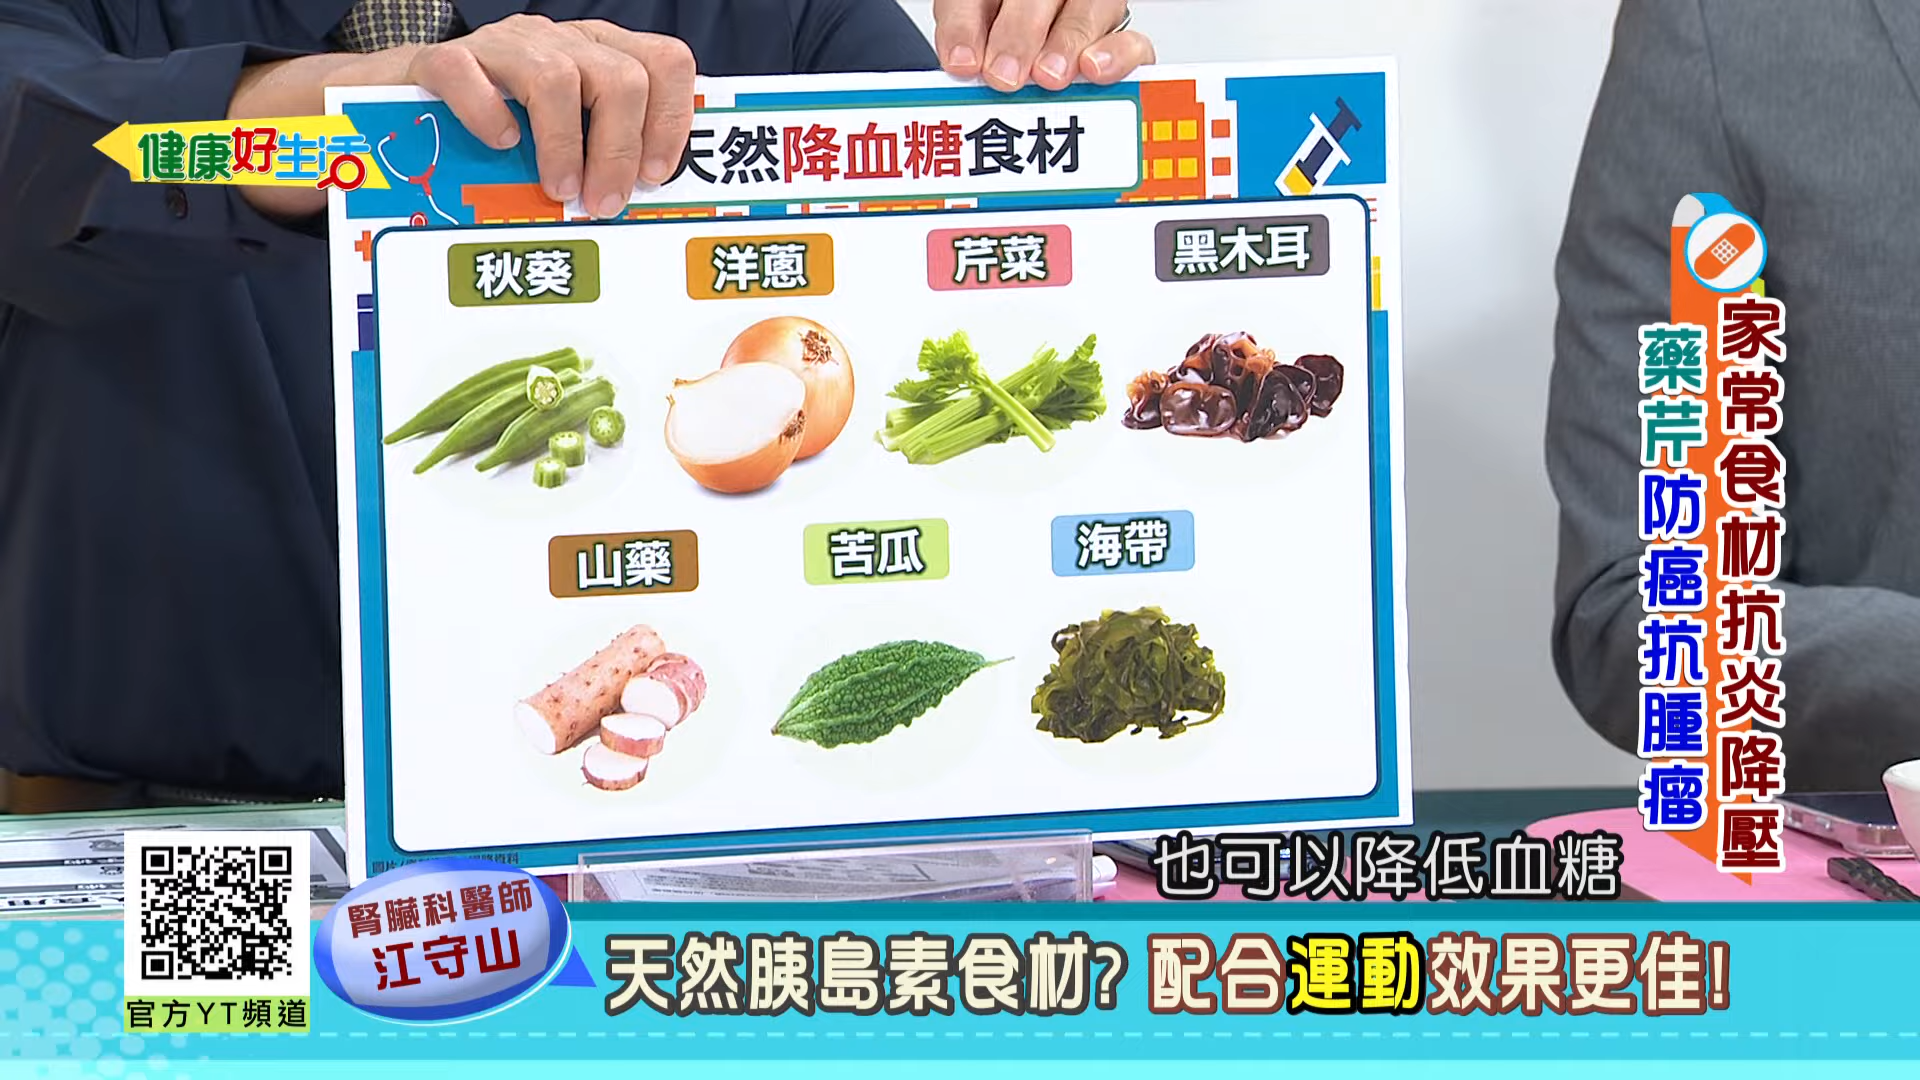 健康好生活
天然降血糖食材
秋葵
洋蔥
芹菜
黑木耳
山藥
苦瓜
海帶
家常食材抗炎降壓
藥芹防癌抗腫瘤
也可以降低血糖
腎臟科醫師
江守山
天然胰島素食材? 配合運動效果更佳!
官方YT頻道